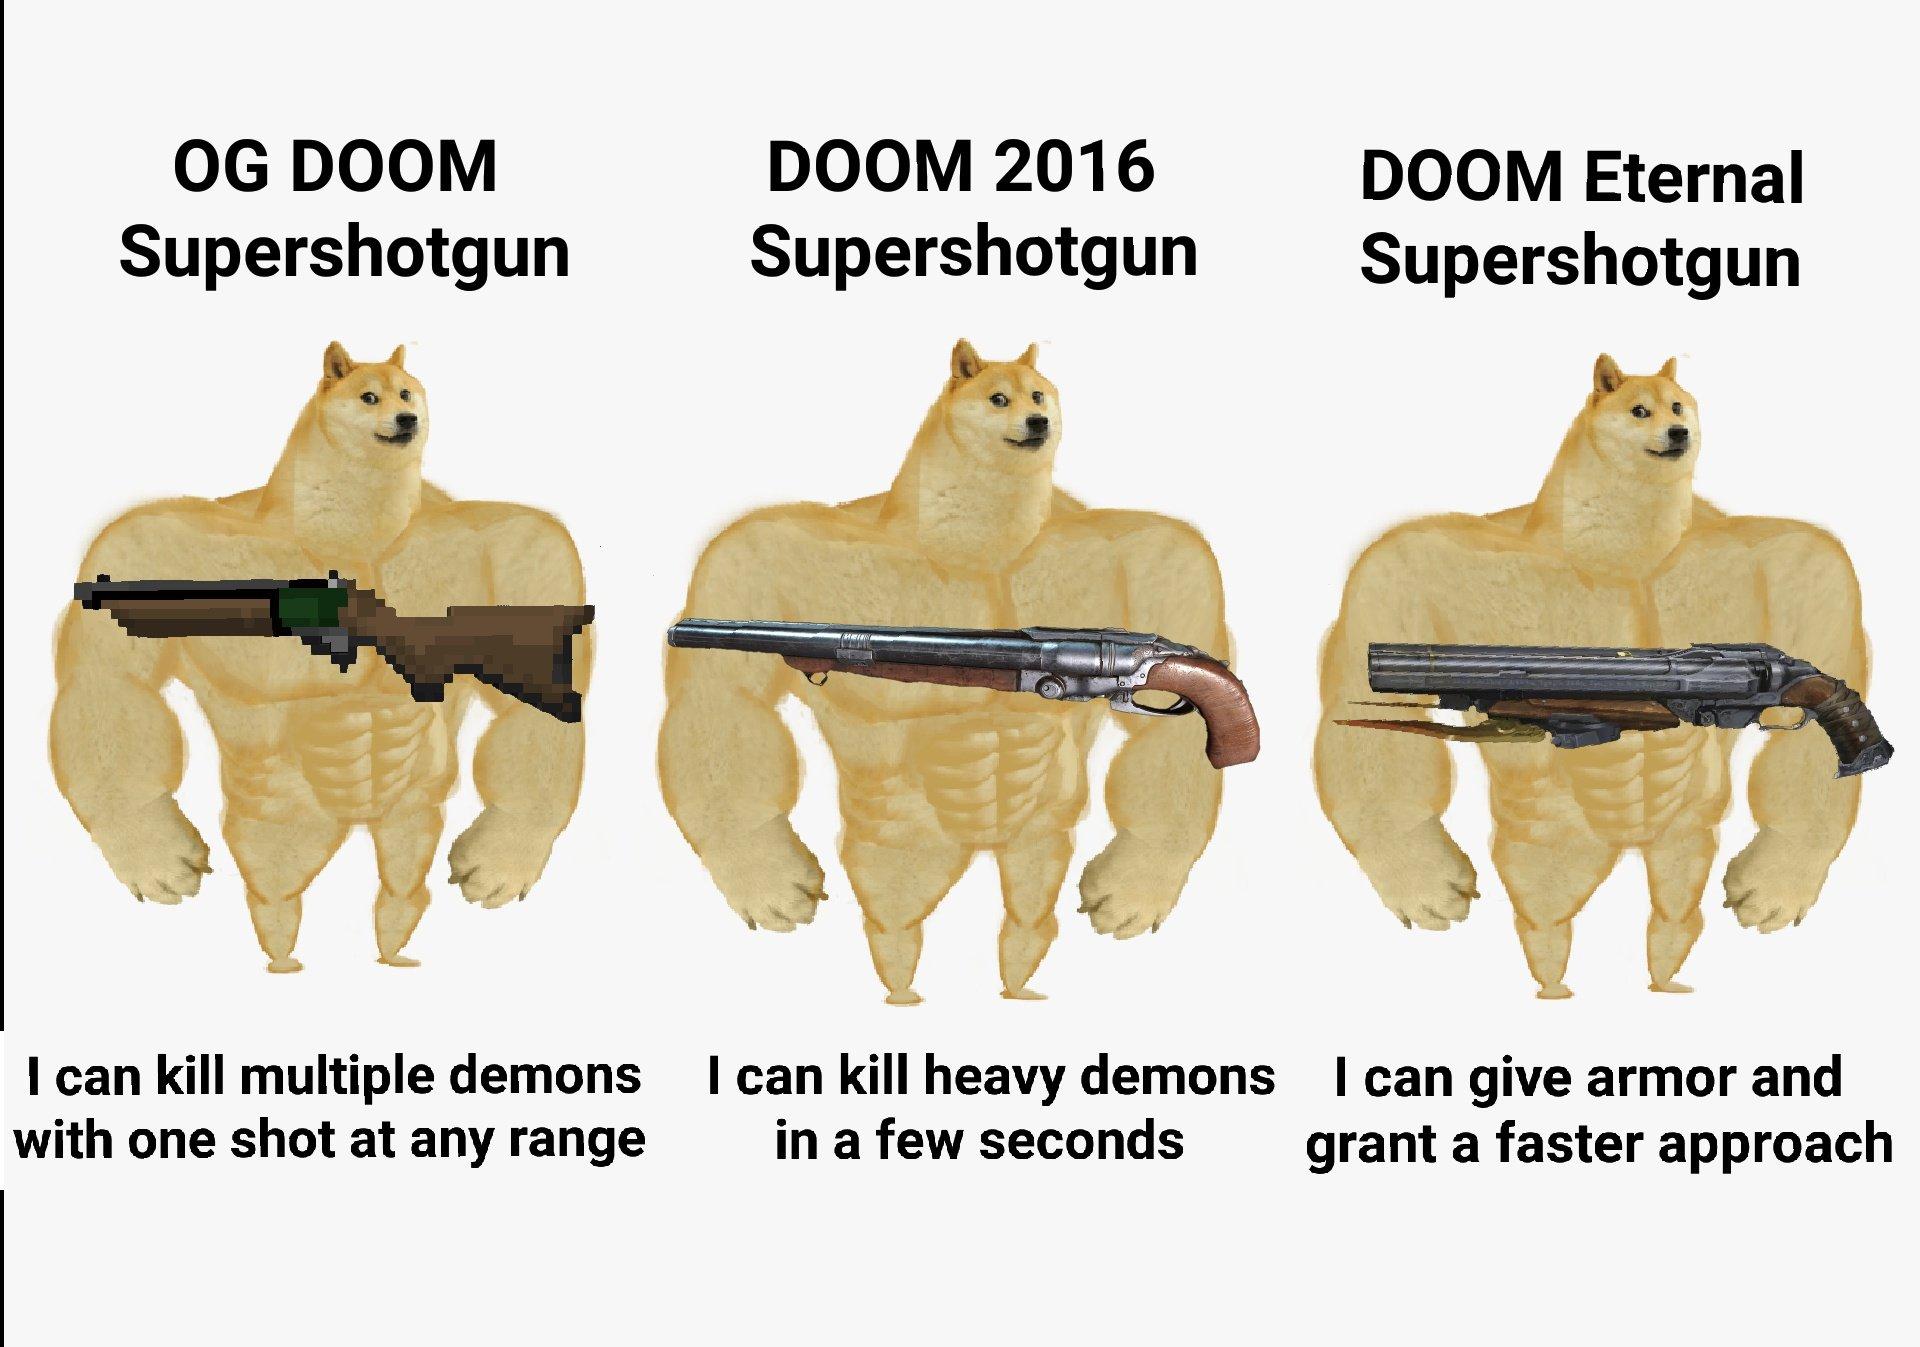 OG DOOM
Supershotgun
DOOM 2016
Supershotgun
DOOM Eternal
Supershotgun
I can kill multiple demons
with one shot at any range
I can kill heavy demons
in a few seconds
I can give armor and
grant a faster approach